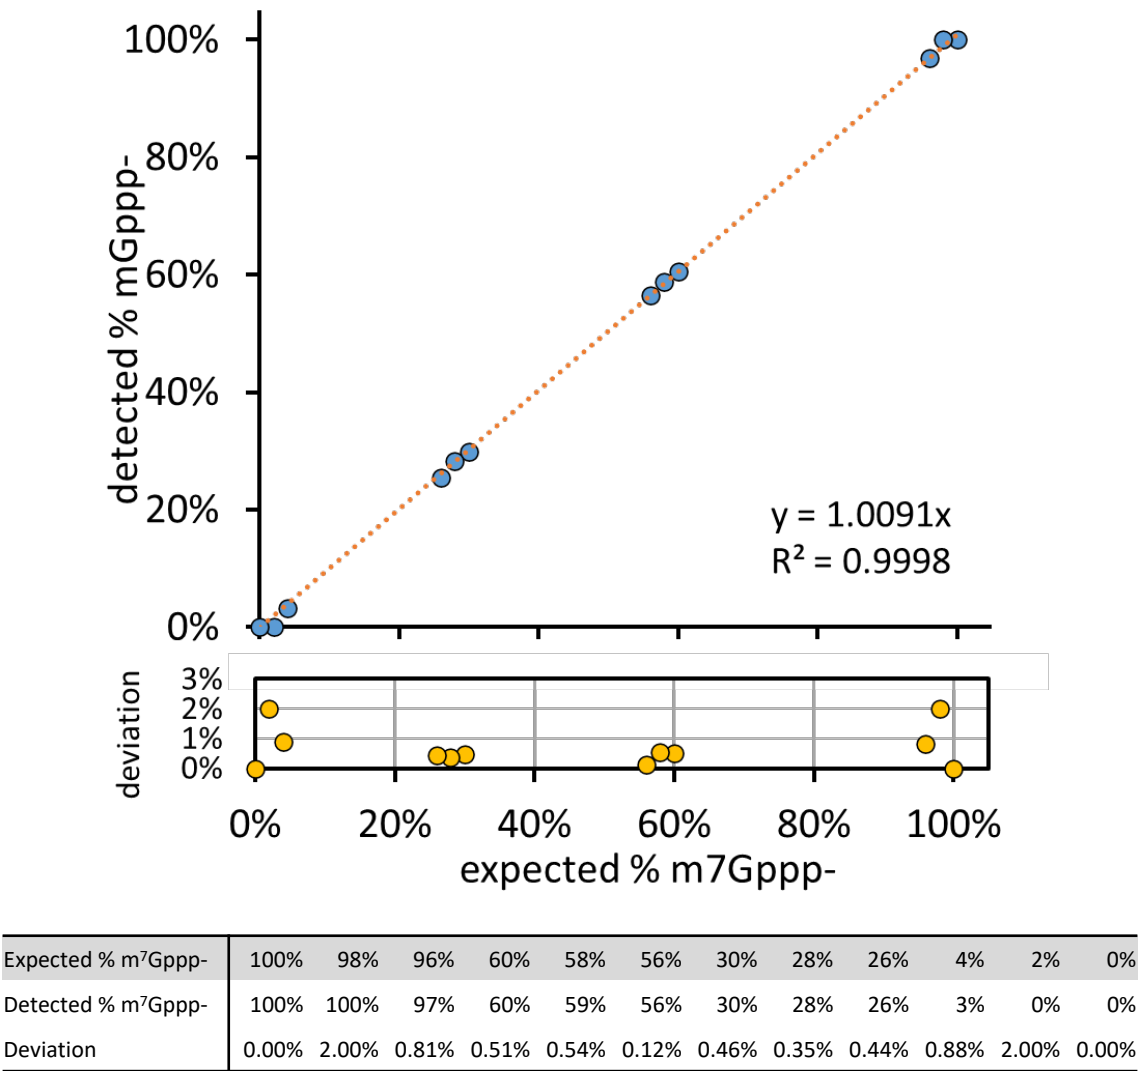 100%
80%
60%
40%
20%
0%
detected % mGppp-
y = 1.0091x
R² = 0.9998
3%
2%
1%
0%
deviation
0% 20% 40% 60% 80% 100%
expected % m7Gppp-
Expected % m⁷Gppp- 100% 98% 96% 60% 58% 56% 30% 28% 26% 4% 2% 0%
Detected % m⁷Gppp- 100% 100% 97% 60% 59% 56% 30% 28% 26% 3% 0% 0%
Deviation 0.00% 2.00% 0.81% 0.51% 0.54% 0.12% 0.46% 0.35% 0.44% 0.88% 2.00% 0.00%